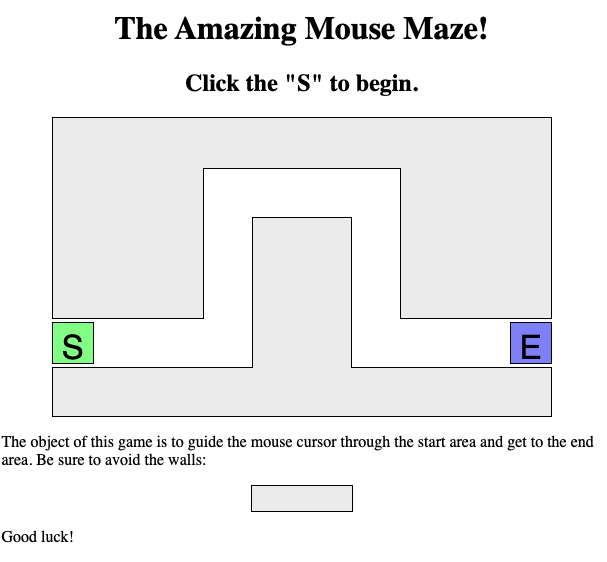 The Amazing Mouse Maze!
Click the "S" to begin.
S
E
The object of this game is to guide the mouse cursor through the start area and get to the end
area. Be sure to avoid the walls:
Good luck!